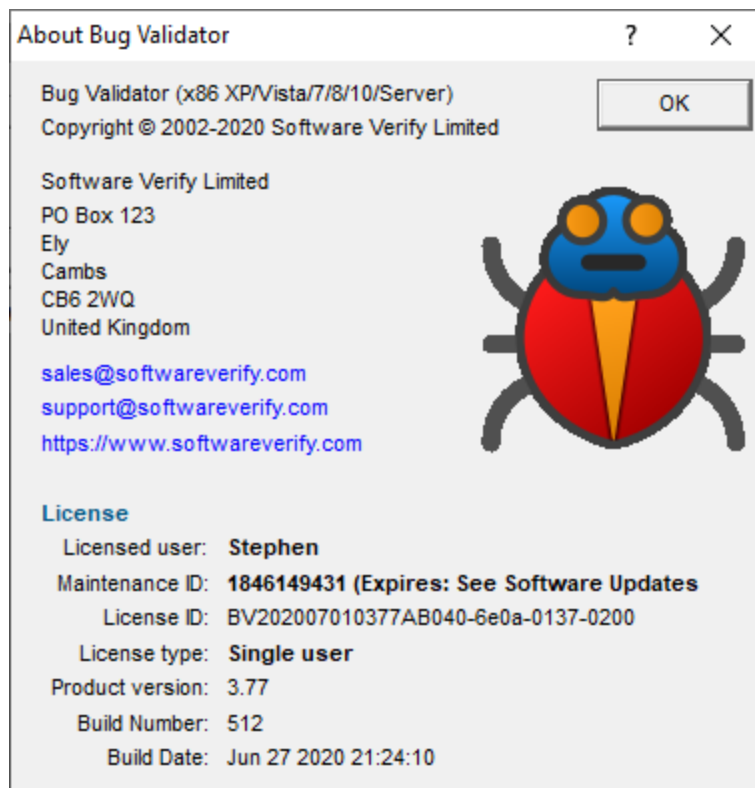 About Bug Validator
?
Bug Validator (x86 XP/Vista/7/8/10/Server)
OK
Copyright © 2002-2020 Software Verify Limited
Software Verify Limited
PO Box 123
Ely
Cambs
CB6 2WQ
United Kingdom
sales@softwareverify.com
support@softwareverify.com
https://www.softwareverify.com
License
Licensed user: Stephen
Maintenance ID: 1846149431 (Expires: See Software Updates
License ID: BV202007010377AB040-6e0a-0137-0200
License type: Single user
Product version: 3.77
Build Number: 512
Build Date: Jun 27 2020 21:24:10